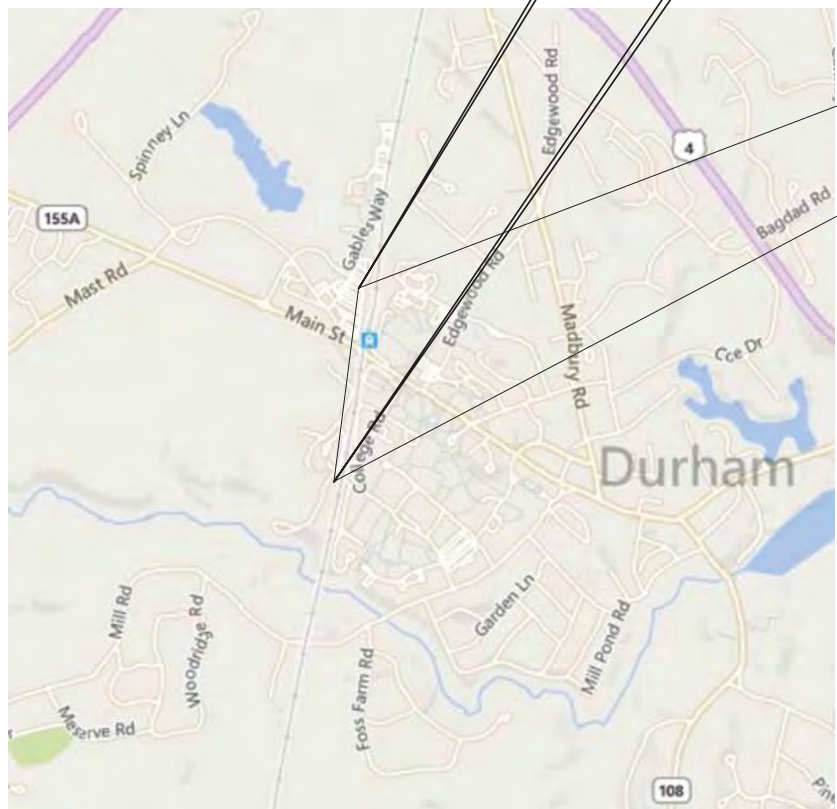 Edgewood Rd
4
Spinney Ln
155A
Gables Way
Bagdad Rd
Mast Rd
Edgewood Rd
Main St
Madbury Rd
Coe Dr
College Rd
Durham
Mill Rd
Woodridge Rd
Garden Ln
Mill Pond Rd
Foss Farm Rd
Meserve Rd
108